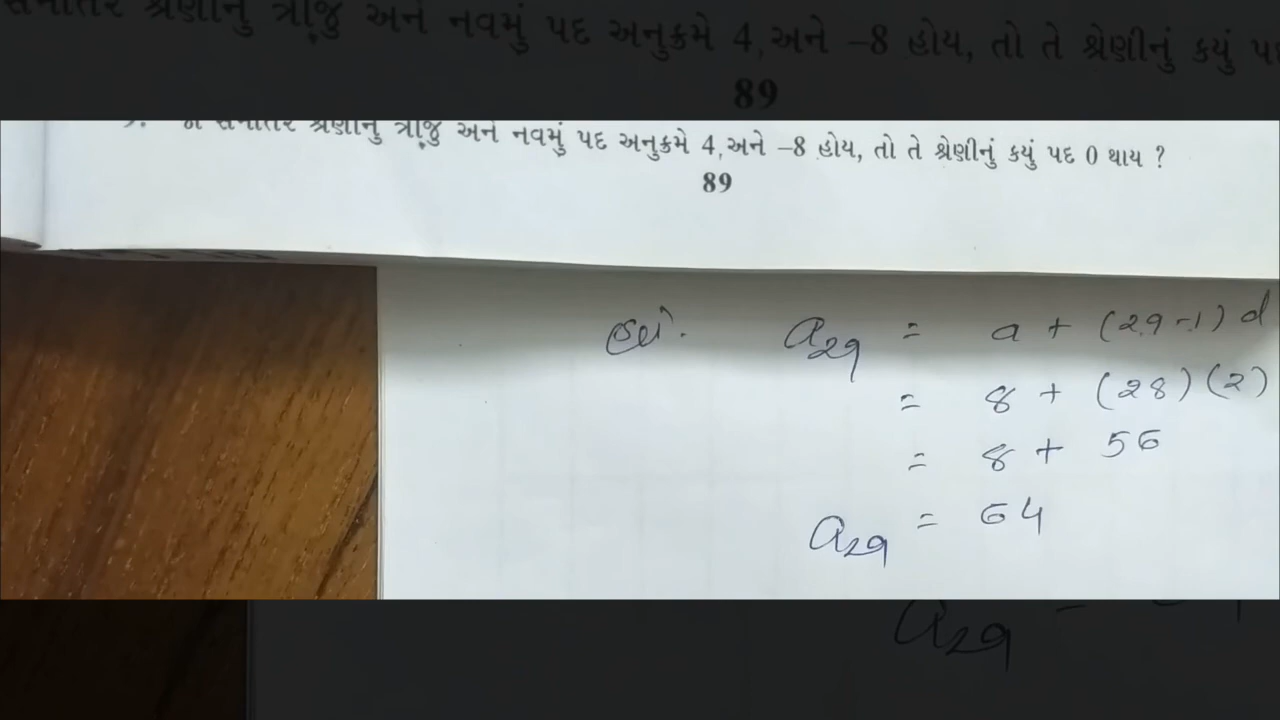 શ્રેણીનું ત્રીજું અને નવમું પદ અનુક્રમે 4 અને –8 હોય, તો તે શ્રેણીનું કયું
89
શ્રેણીનું ત્રીજું અને નવમું પદ અનુક્રમે 4 અને –8 હોય, તો તે શ્રેણીનું કયું પદ 0 થાય ?
89
હવે. a₂₉ = a + (29-1) d
= 8 + (28) (2)
= 8 + 56
a₂₉ = 64
a₂₉